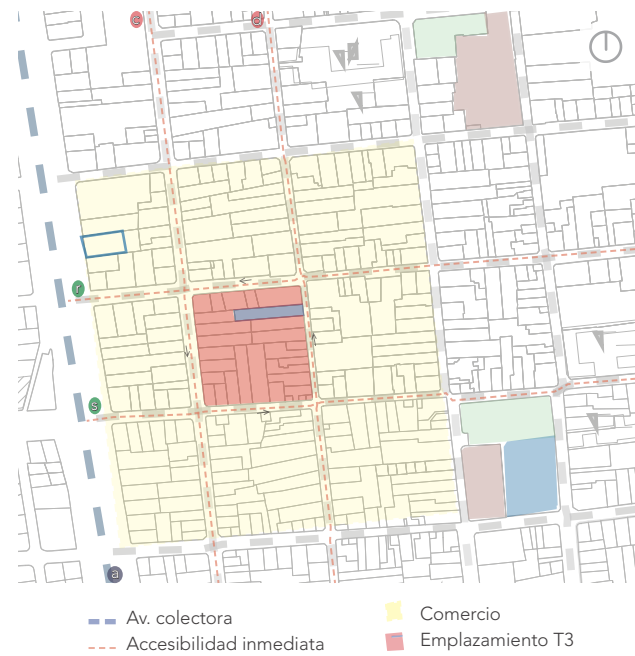 c d
r
s
a
Av. colectora
Accesibilidad inmediata
Comercio
Emplazamiento T3